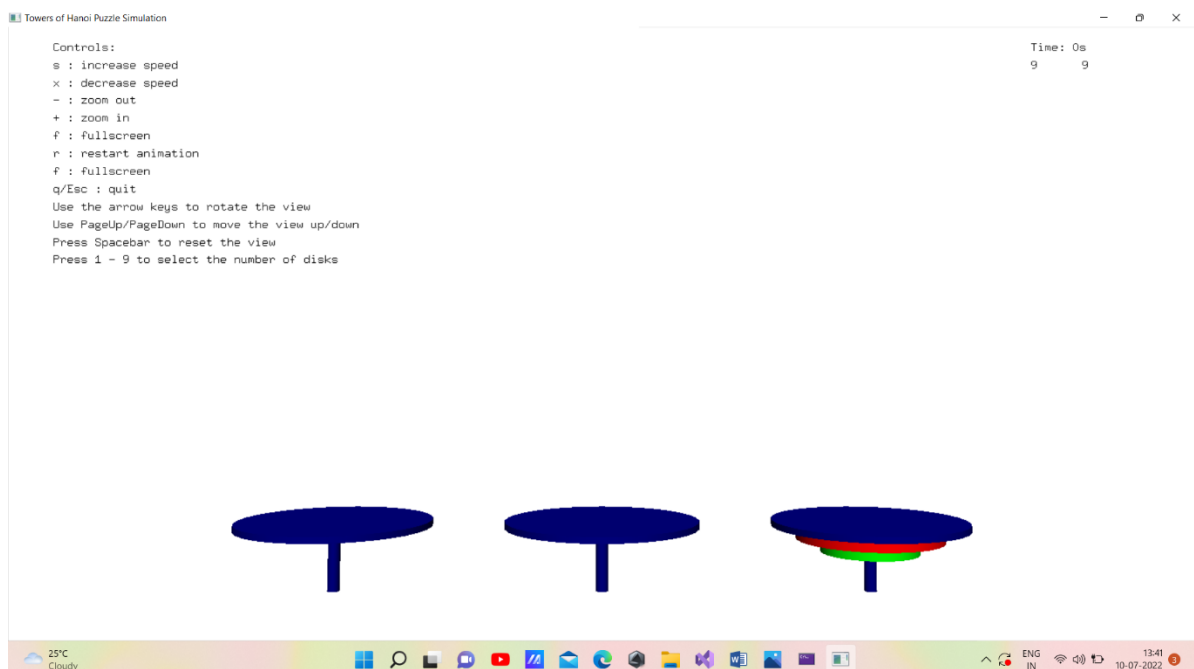 Towers of Hanoi Puzzle Simulation
Controls:
s : increase speed
x : decrease speed
- : zoom out
+ : zoom in
f : fullscreen
r : restart animation
f : fullscreen
q/Esc : quit
Use the arrow keys to rotate the view
Use PageUp/PageDown to move the view up/down
Press Spacebar to reset the view
Press 1 - 9 to select the number of disks
Time: 0s
9 9
25°C
Cloudy
ENG
IN
13:41
10-07-2022
3